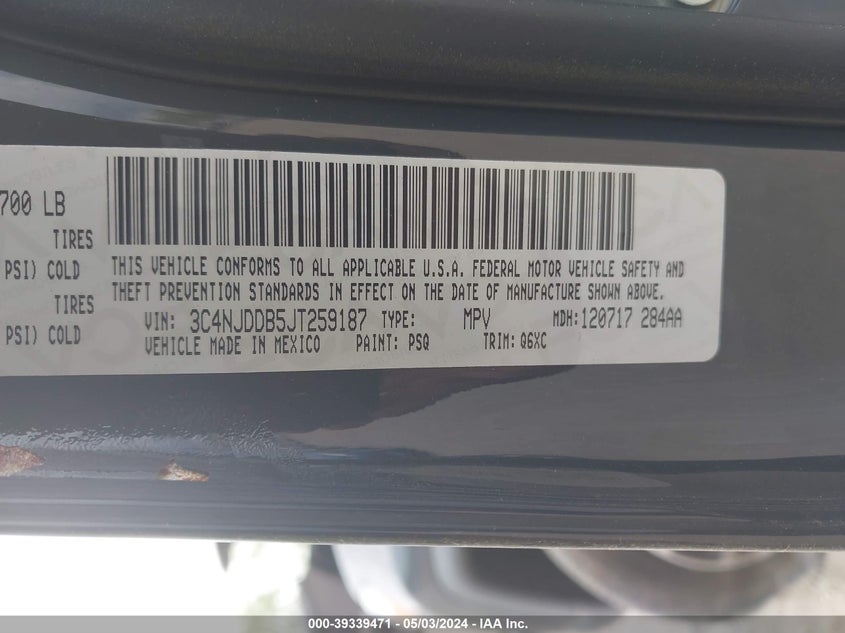 700 LB
TIRES
PSI) COLD
TIRES
PSI) COLD
THIS VEHICLE CONFORMS TO ALL APPLICABLE U.S.A. FEDERAL MOTOR VEHICLE SAFETY AND
THEFT PREVENTION STANDARDS IN EFFECT ON THE DATE OF MANUFACTURE SHOWN ABOVE.
VIN: 3C4NJDDB5JT259187 TYPE: MPV MDH: 120717 284AA
VEHICLE MADE IN MEXICO PAINT: PSQ TRIM: Q6XC
000-39339471 - 05/03/2024 - IAA Inc.